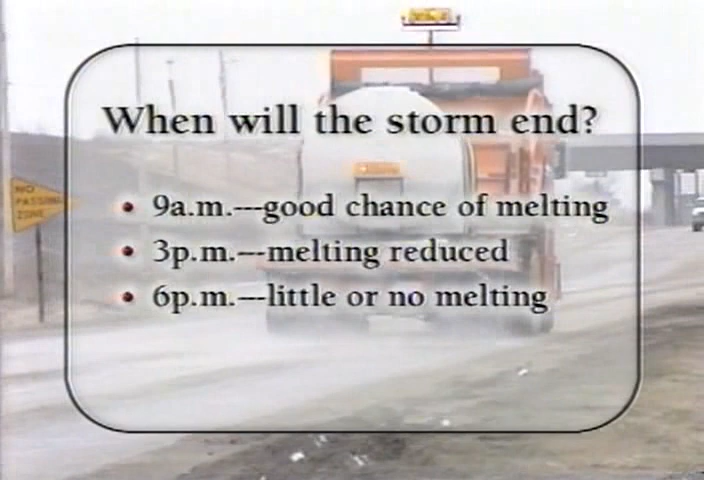 When will the storm end?
9a.m.---good chance of melting
3p.m.---melting reduced
6p.m.---little or no melting
NO
PASSING
ZONE